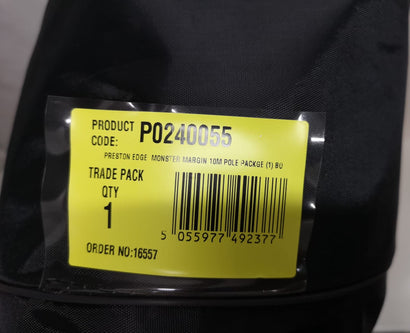 PRODUCT CODE: P0240055
PRESTON EDGE MONSTER MARGIN 10M POLE PACKGE (1) 8U
TRADE PACK
QTY
1
5 055977 492377
ORDER NO:16557